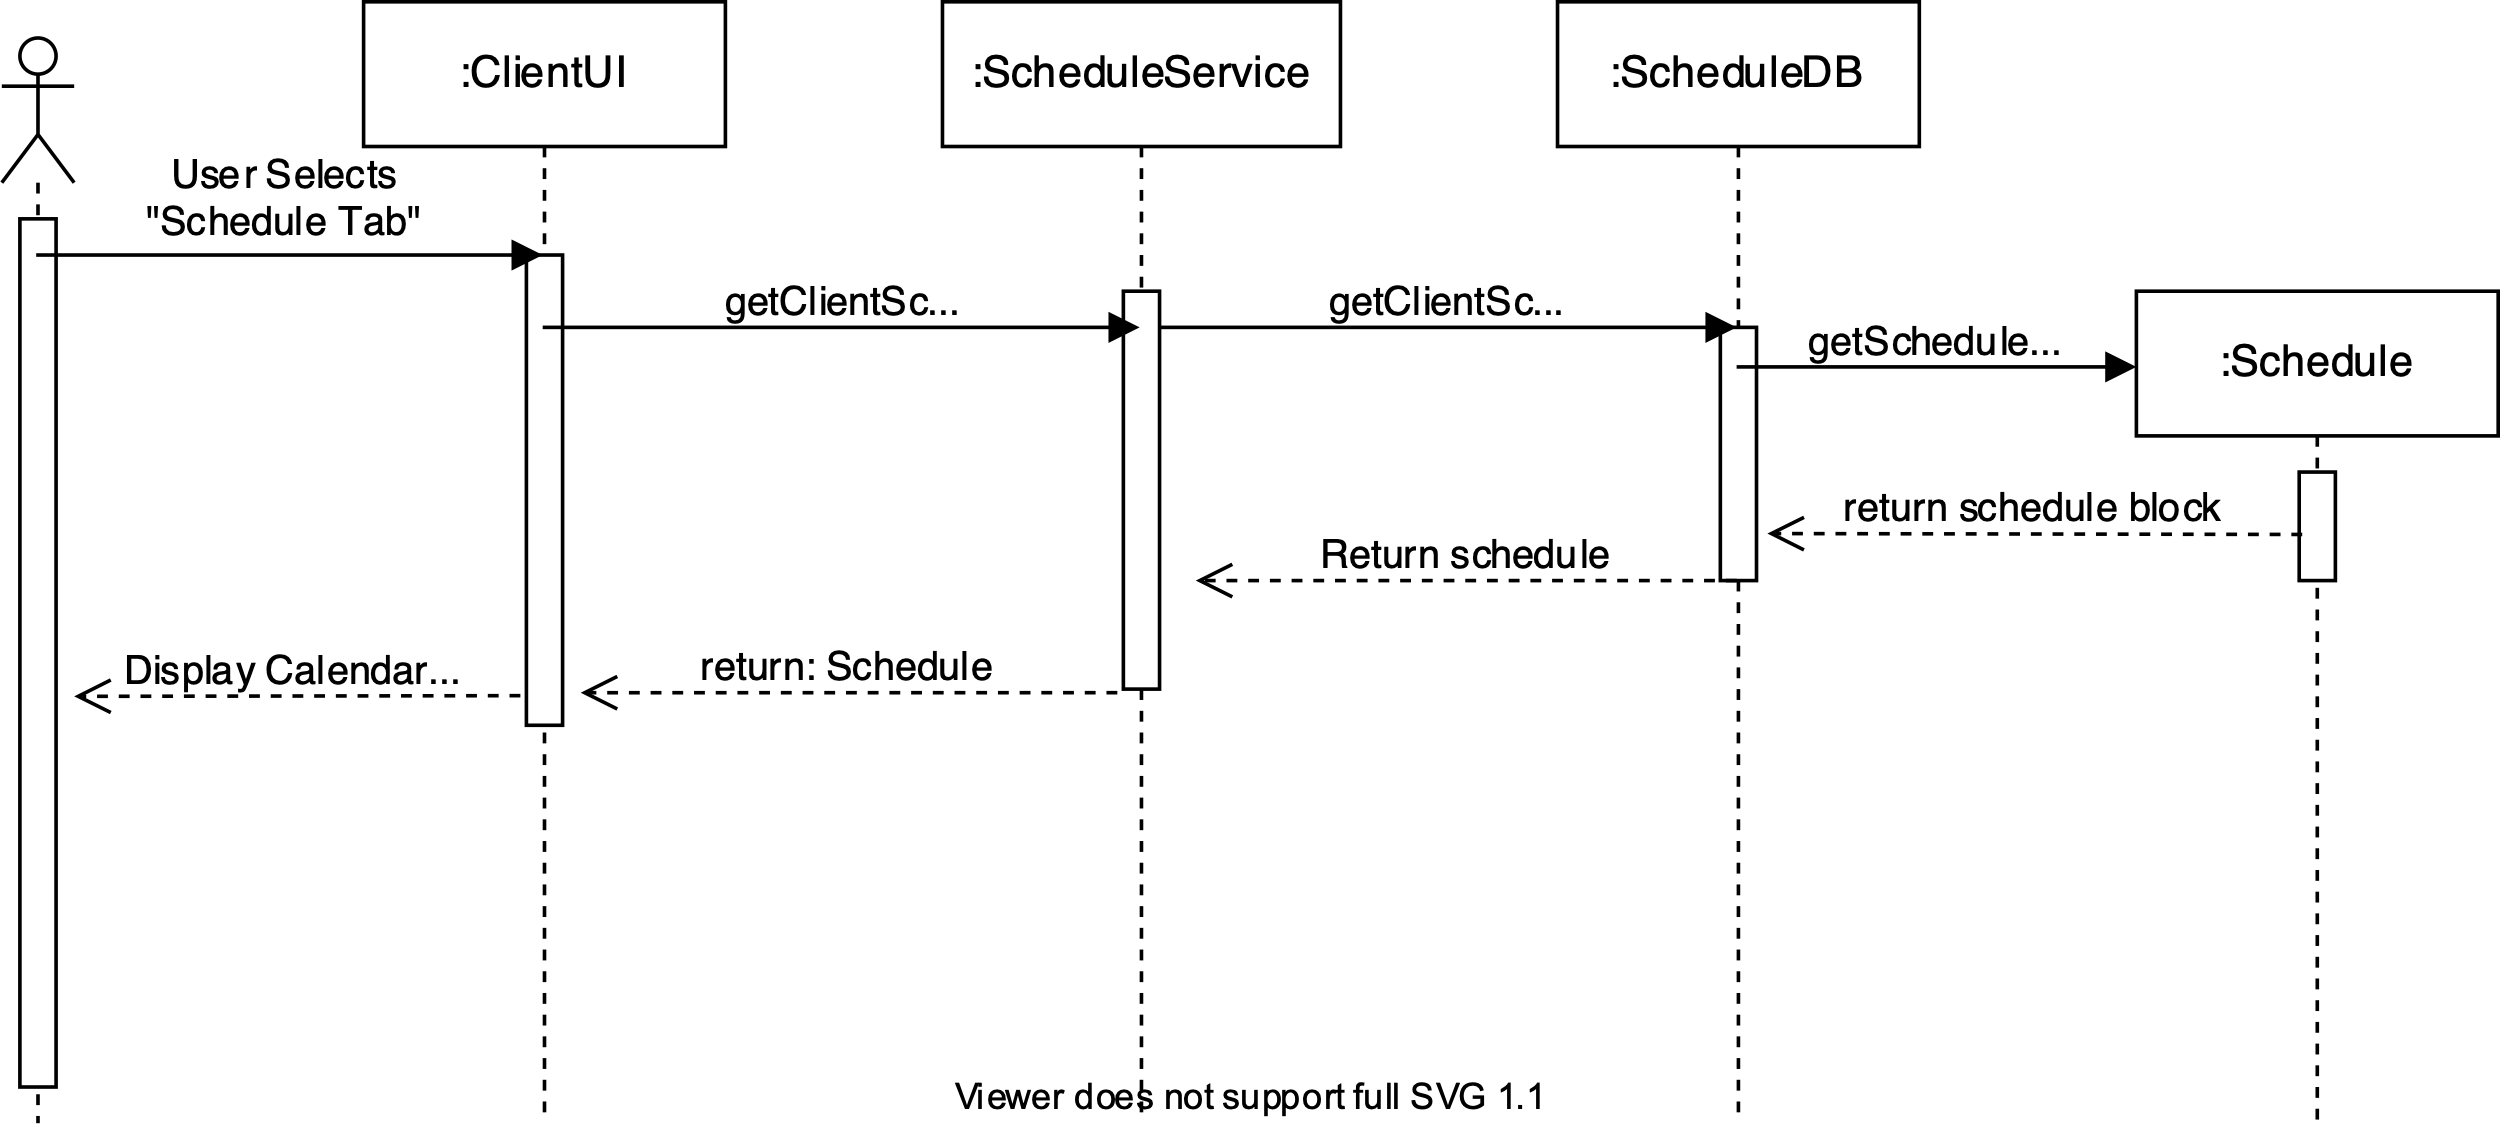 :ClientUI
:ScheduleService
:ScheduleDB
User Selects
"Schedule Tab"
getClientSc...
getClientSc...
getSchedule...
:Schedule
return schedule block
Return schedule
return: Schedule
Display Calendar...
Viewer does not support full SVG 1.1